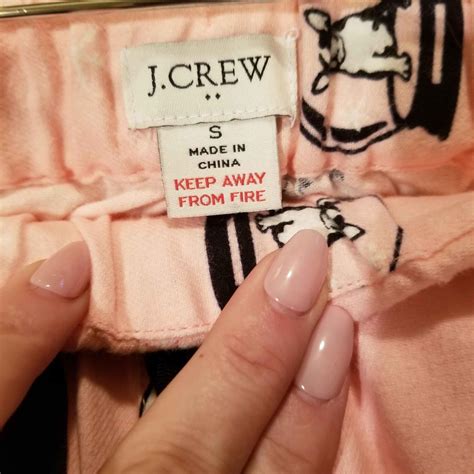 J.CREW
S
MADE IN
CHINA
KEEP AWAY
FROM FIRE